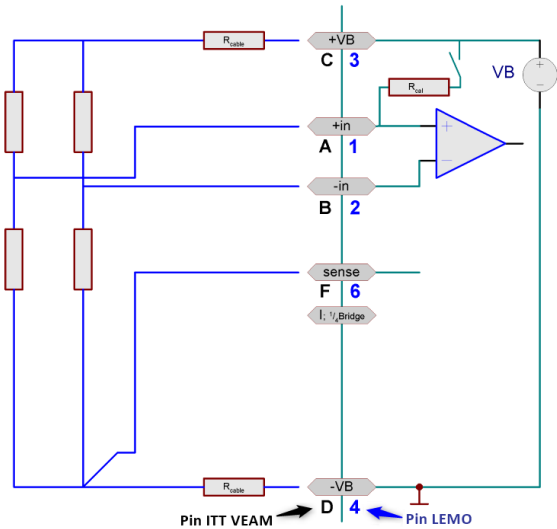 Rcable
+VB
C 3
VB
Rcal
+in
A 1
-in
B 2
sense
F 6
I; 1/4Bridge
Rcable
-VB
D 4
Pin ITT VEAM
Pin LEMO